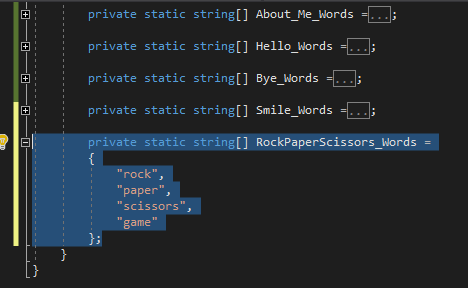 private static string[] About_Me_Words =...;
private static string[] Hello_Words =...;
private static string[] Bye_Words =...;
private static string[] Smile_Words =...;
private static string[] RockPaperScissors_Words =
{
"rock",
"paper",
"scissors",
"game"
};
}
}